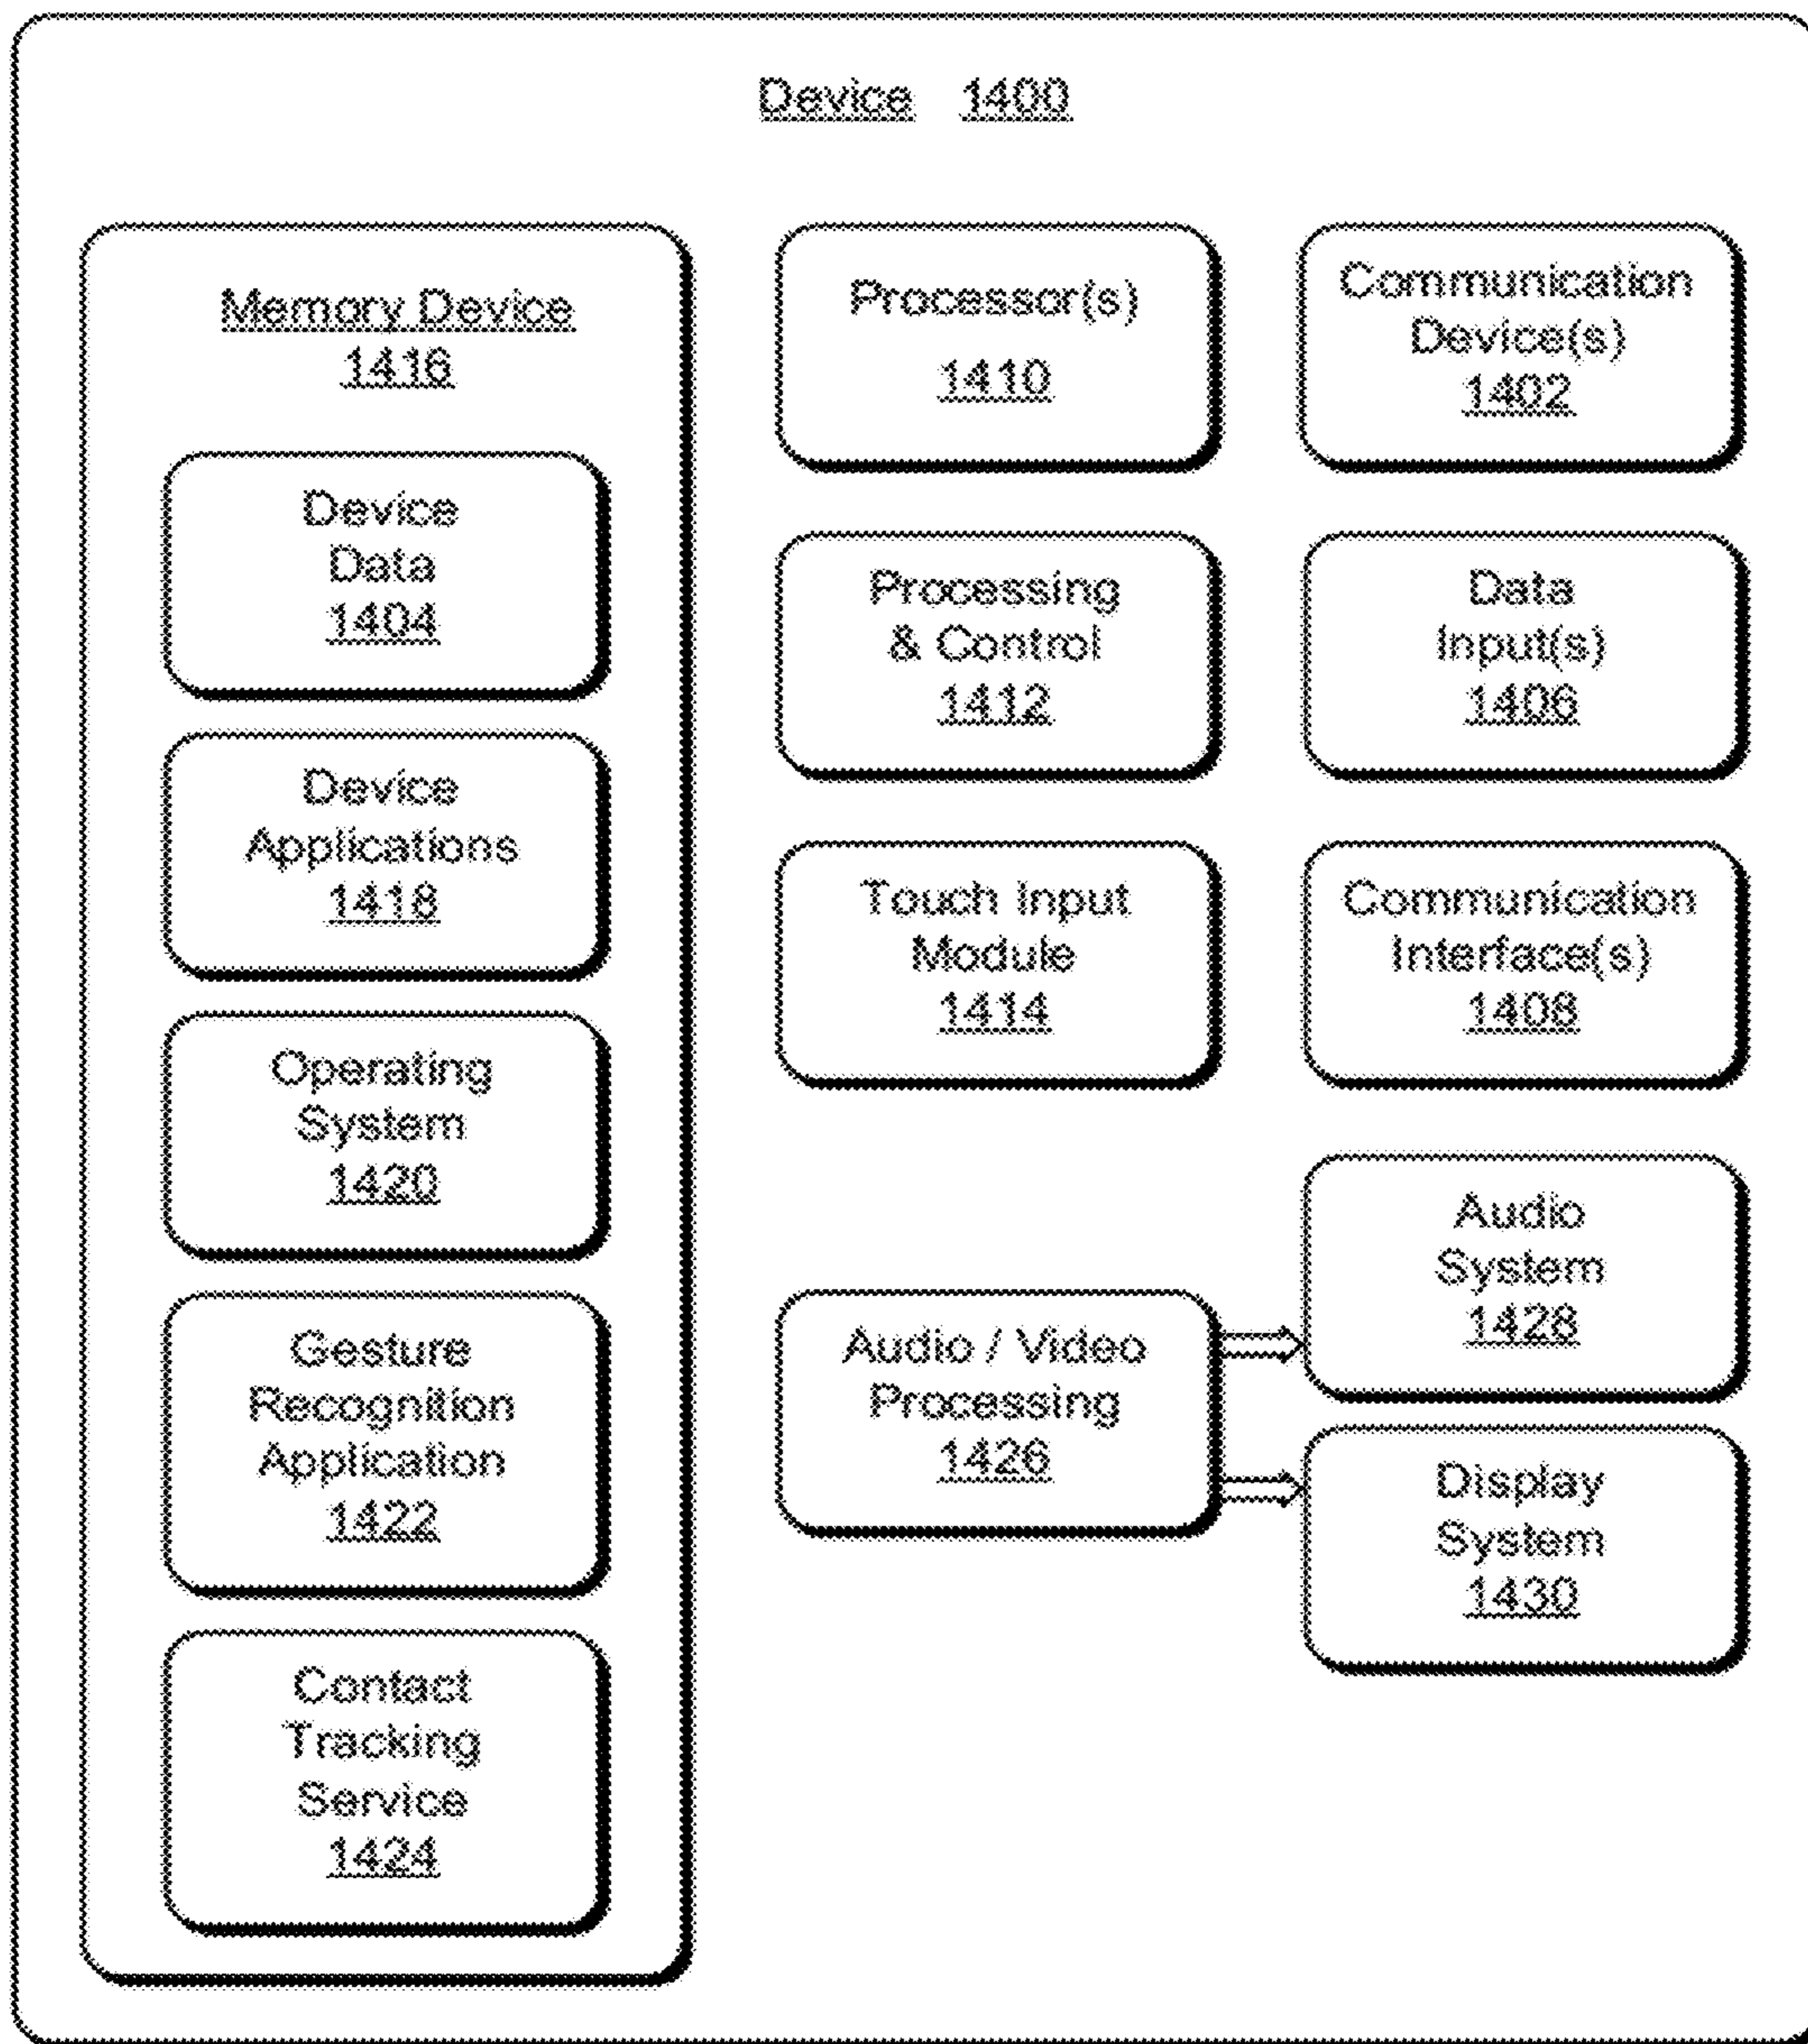 Device 1400
Memory Device
1416
Device
Data
1404
Device
Applications
1418
Operating
System
1420
Gesture
Recognition
Application
1422
Contact
Tracking
Service
1424
Processor(s)
1410
Processing
& Control
1412
Touch Input
Module
1414
Audio / Video
Processing
1426
Communication
Device(s)
1402
Data
Input(s)
1406
Communication
Interface(s)
1408
Audio
System
1428
Display
System
1430